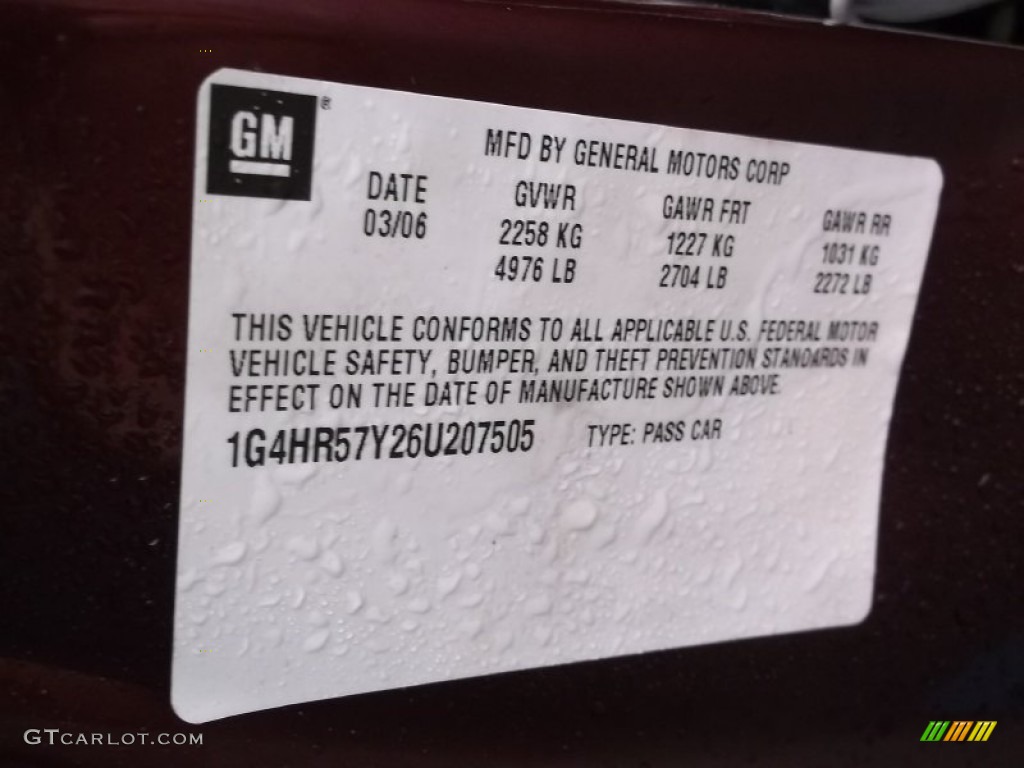 GM ®
MFD BY GENERAL MOTORS CORP
DATE GVWR GAWR FRT GAWR RR
03/06 2258 KG 1227 KG 1031 KG
4976 LB 2704 LB 2272 LB
THIS VEHICLE CONFORMS TO ALL APPLICABLE U.S. FEDERAL MOTOR
VEHICLE SAFETY, BUMPER, AND THEFT PREVENTION STANDARDS IN
EFFECT ON THE DATE OF MANUFACTURE SHOWN ABOVE.
1G4HR57Y26U207505 TYPE: PASS CAR
GTCARLOT.COM